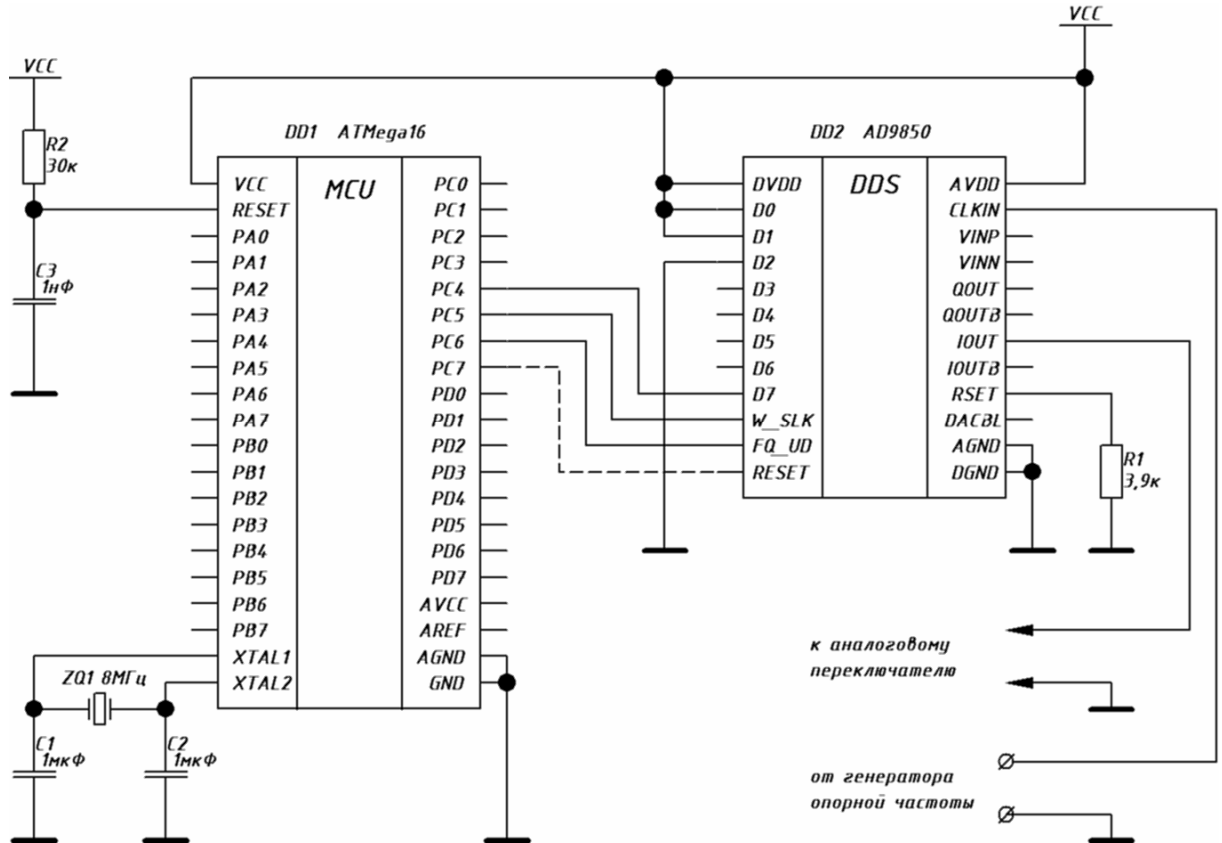 VCC
VCC
R2
30к
C3
1нФ
DD1 ATMega16
MCU
VCC
RESET
PA0
PA1
PA2
PA3
PA4
PA5
PA6
PA7
PB0
PB1
PB2
PB3
PB4
PB5
PB6
PB7
XTAL1
XTAL2
PC0
PC1
PC2
PC3
PC4
PC5
PC6
PC7
PD0
PD1
PD2
PD3
PD4
PD5
PD6
PD7
AVCC
AREF
AGND
GND
ZQ1 8МГц
C1
1мкФ
C2
1мкФ
DD2 AD9850
DDS
DVDD
D0
D1
D2
D3
D4
D5
D6
D7
W_SLK
FQ_UD
RESET
AVDD
CLKIN
VINP
VINN
QOUT
QOUTB
IOUT
IOUTB
RSET
DACBL
AGND
DGND
R1
3,9к
к аналоговому
переключателю
от генератора
опорной частоты